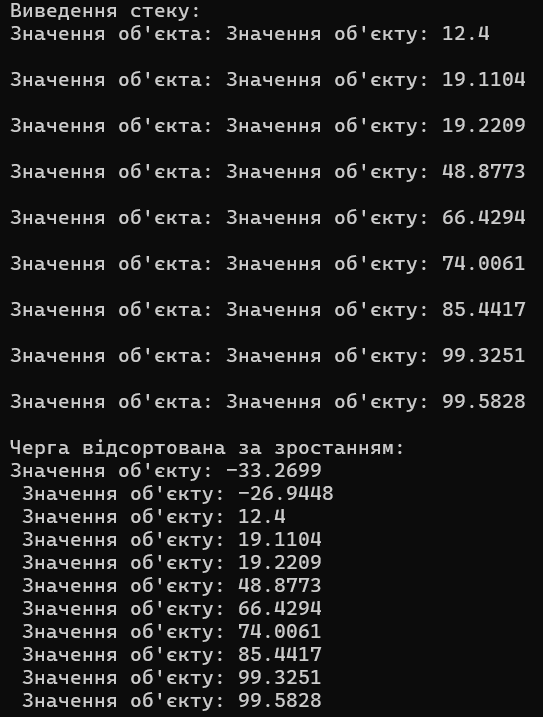 Виведення стеку:
Значення об'єкта: Значення об'єкту: 12.4
Значення об'єкта: Значення об'єкту: 19.1104
Значення об'єкта: Значення об'єкту: 19.2209
Значення об'єкта: Значення об'єкту: 48.8773
Значення об'єкта: Значення об'єкту: 66.4294
Значення об'єкта: Значення об'єкту: 74.0061
Значення об'єкта: Значення об'єкту: 85.4417
Значення об'єкта: Значення об'єкту: 99.3251
Значення об'єкта: Значення об'єкту: 99.5828
Черга відсортована за зростанням:
Значення об'єкту: -33.2699
Значення об'єкту: -26.9448
Значення об'єкту: 12.4
Значення об'єкту: 19.1104
Значення об'єкту: 19.2209
Значення об'єкту: 48.8773
Значення об'єкту: 66.4294
Значення об'єкту: 74.0061
Значення об'єкту: 85.4417
Значення об'єкту: 99.3251
Значення об'єкту: 99.5828